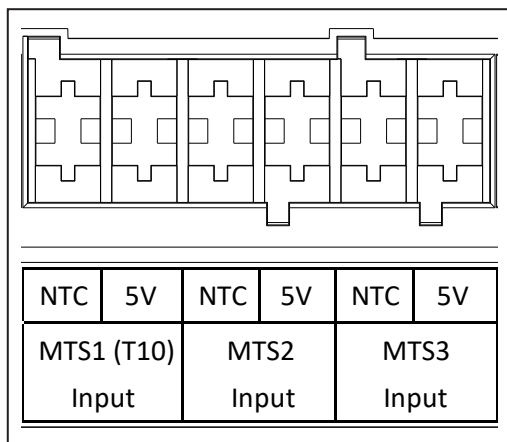 NTC 5V NTC 5V NTC 5V
MTS1 (T10) MTS2 MTS3
Input Input Input